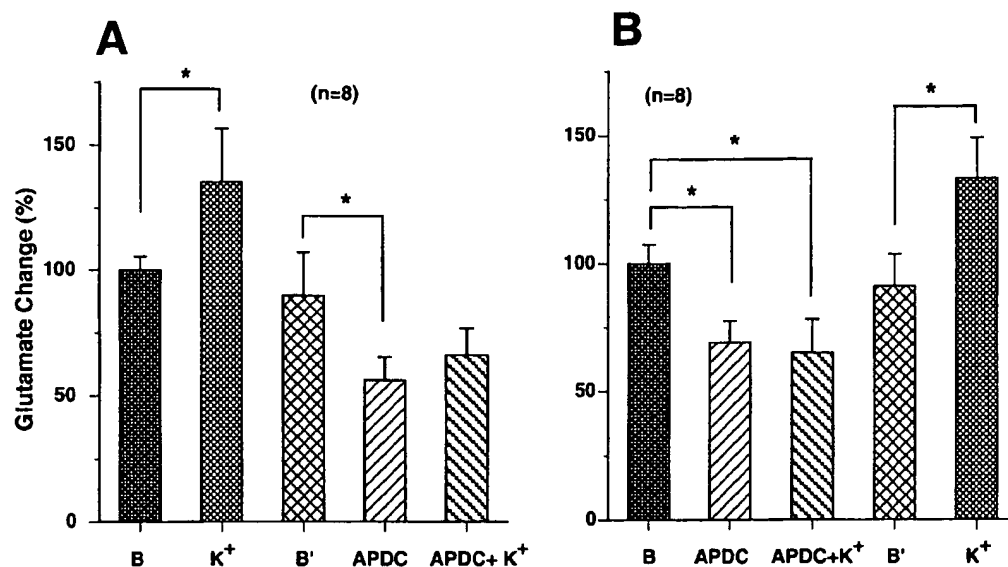 A
B
*
(n=8)
*
Glutamate Change (%)
150
100
50
0
B
K⁺
B'
APDC
APDC+ K⁺
(n=8)
*
*
*
150
100
50
0
B
APDC
APDC+K⁺
B'
K⁺